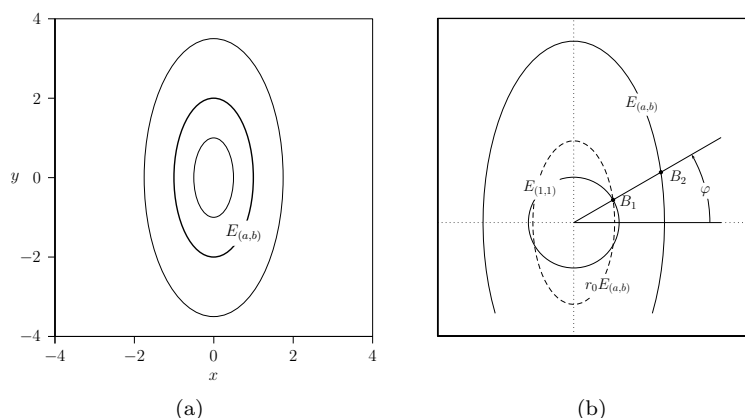 4
2
0
−2
−4
y
E(a,b)
−4 −2 0 2 4
x
(a)
E(a,b)
E(1,1)
B1
B2
φ
r0E(a,b)
(b)